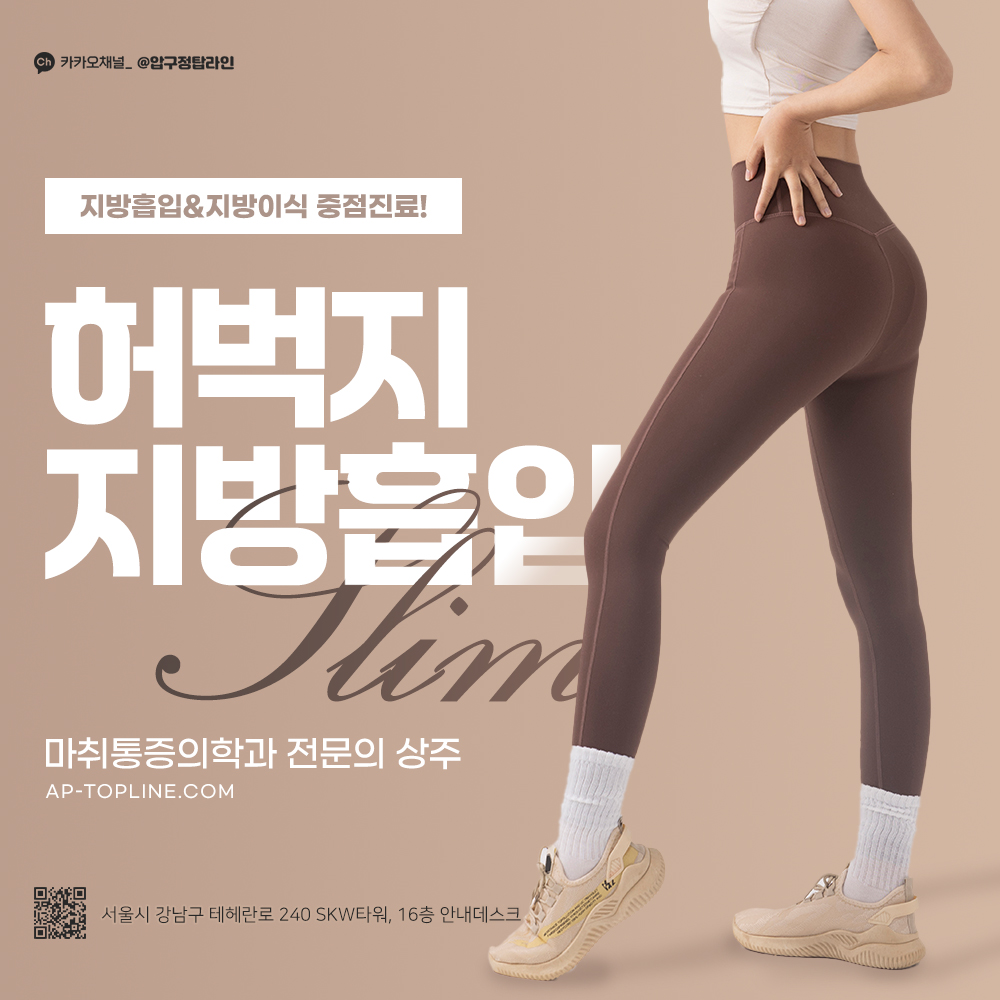 Ch 카카오채널_ @압구정탑라인
지방흡입&지방이식 중점진료!
허벅지
지방흡입
Slim
마취통증의학과 전문의 상주
AP-TOPLINE.COM
서울시 강남구 테헤란로 240 SKW타워, 16층 안내데스크